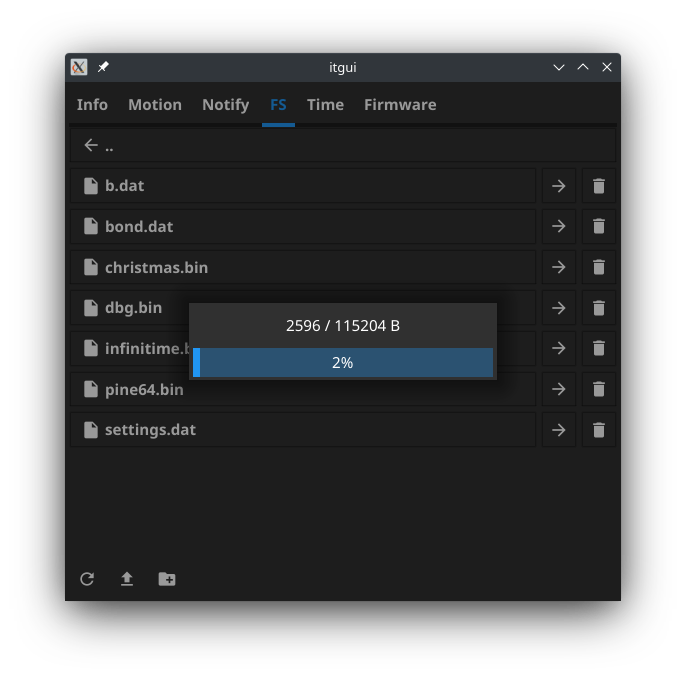 itgui
Info Motion Notify FS Time Firmware
..
b.dat
bond.dat
christmas.bin
dbg.bin
2596 / 115204 B
infinitime.b
2%
pine64.bin
settings.dat